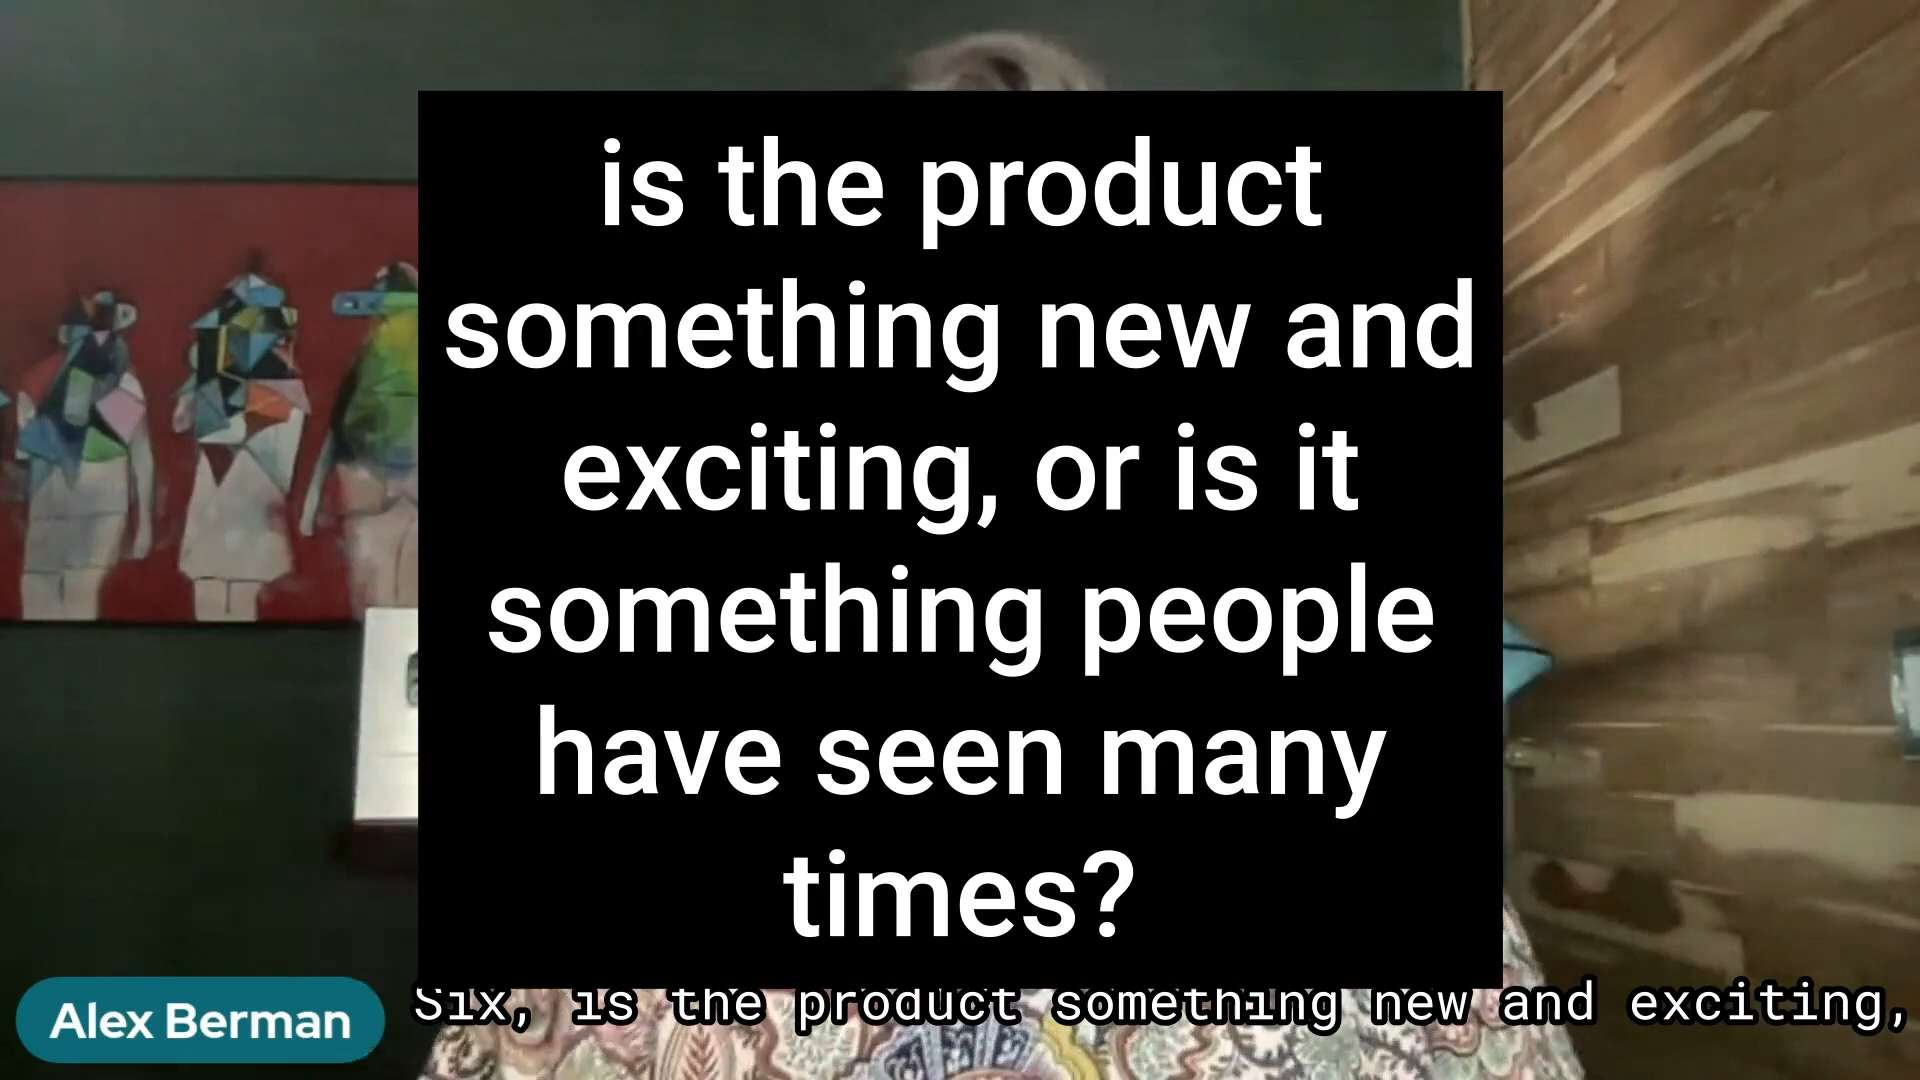 is the product
something new and
exciting, or is it
something people
have seen many
times?
Alex Berman
Six, is the product something new and exciting,